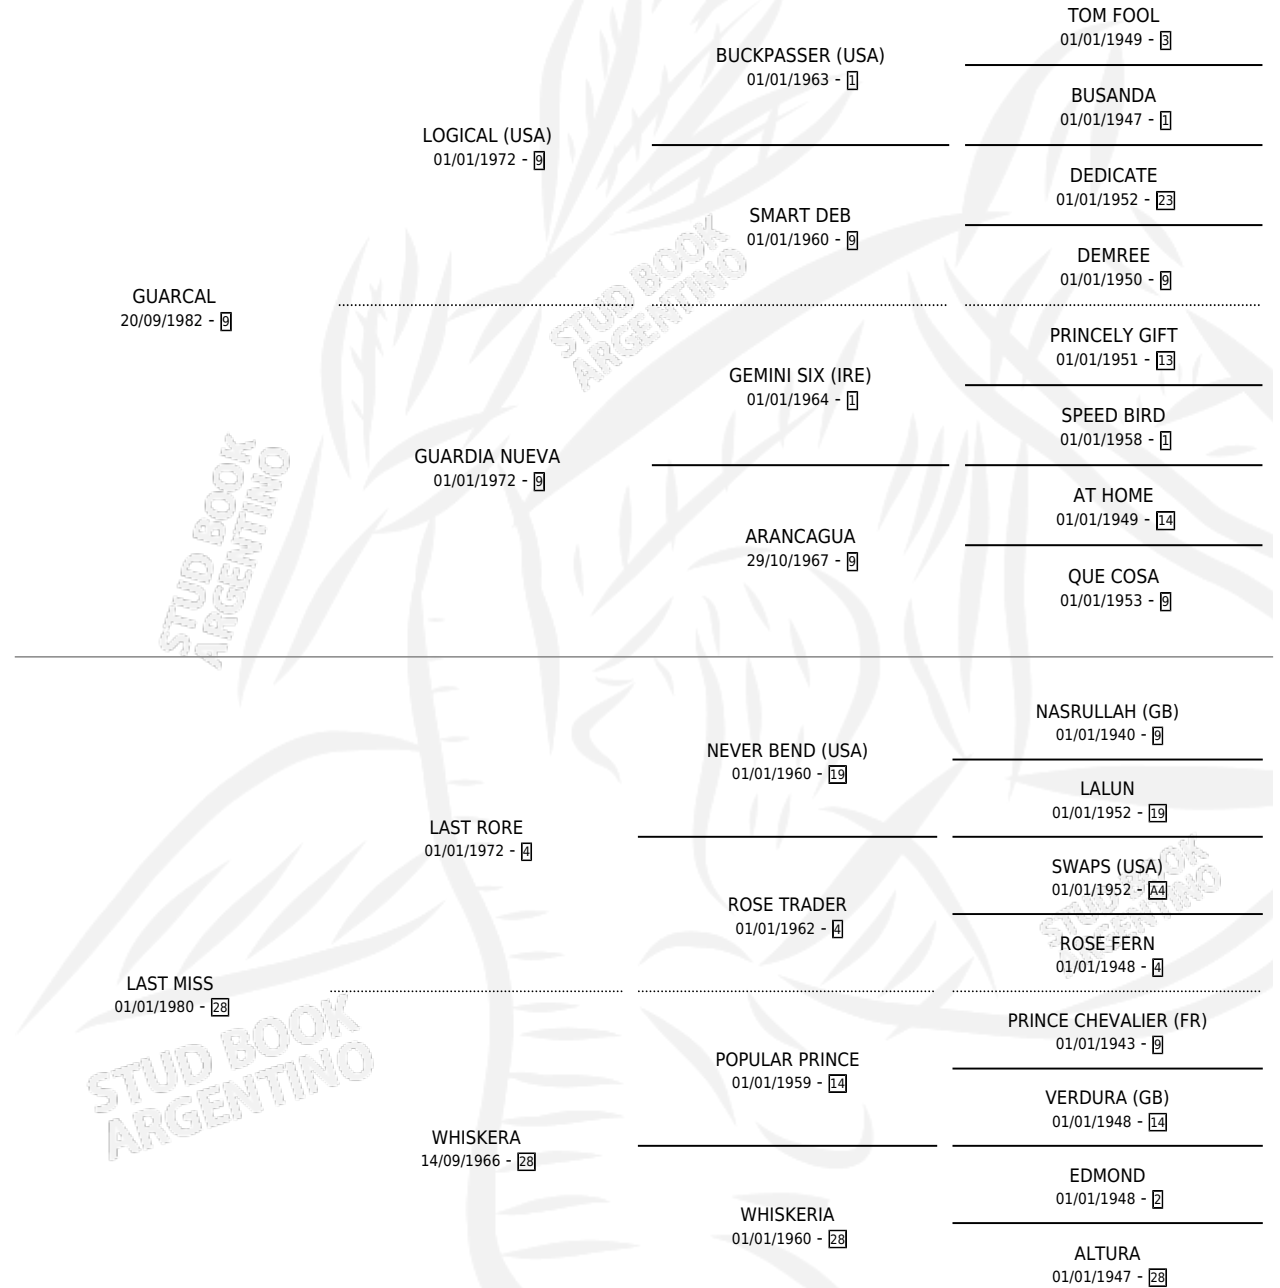 TOM FOOL
01/01/1949 - 3
BUCKPASSER (USA)
01/01/1963 - 1
BUSANDA
01/01/1947 - 1
LOGICAL (USA)
01/01/1972 - 9
DEDICATE
01/01/1952 - 23
SMART DEB
01/01/1960 - 9
DEMREE
01/01/1950 - 9
GUARCAL
20/09/1982 - 9
STUD BOOK
ARGENTINO
PRINCELY GIFT
01/01/1951 - 13
GEMINI SIX (IRE)
01/01/1964 - 1
SPEED BIRD
01/01/1958 - 1
GUARDIA NUEVA
01/01/1972 - 9
AT HOME
01/01/1949 - 14
ARANCAGUA
29/10/1967 - 9
QUE COSA
01/01/1953 - 9
STUD BOOK
ARGENTINO
NASRULLAH (GB)
01/01/1940 - 9
NEVER BEND (USA)
01/01/1960 - 19
LALUN
01/01/1952 - 19
LAST RORE
01/01/1972 - 4
SWAPS (USA)
01/01/1952 - A4
ROSE TRADER
01/01/1962 - 4
STUD BOOK
ARGENTINO
ROSE FERN
01/01/1948 - 4
LAST MISS
01/01/1980 - 28
PRINCE CHEVALIER (FR)
01/01/1943 - 9
POPULAR PRINCE
01/01/1959 - 14
STUD BOOK
ARGENTINO
VERDURA (GB)
01/01/1948 - 14
WHISKERA
14/09/1966 - 28
EDMOND
01/01/1948 - 2
WHISKERIA
01/01/1960 - 28
ALTURA
01/01/1947 - 28